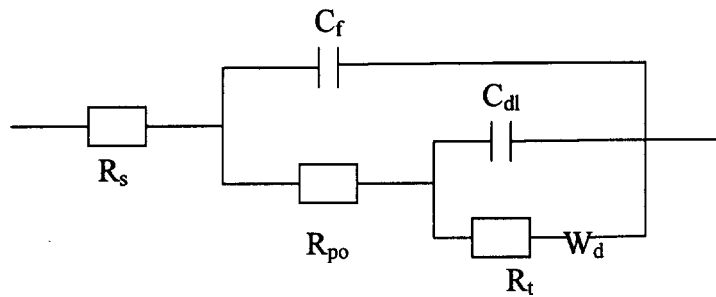 C_f
C_dl
R_s
R_po
W_d
R_t